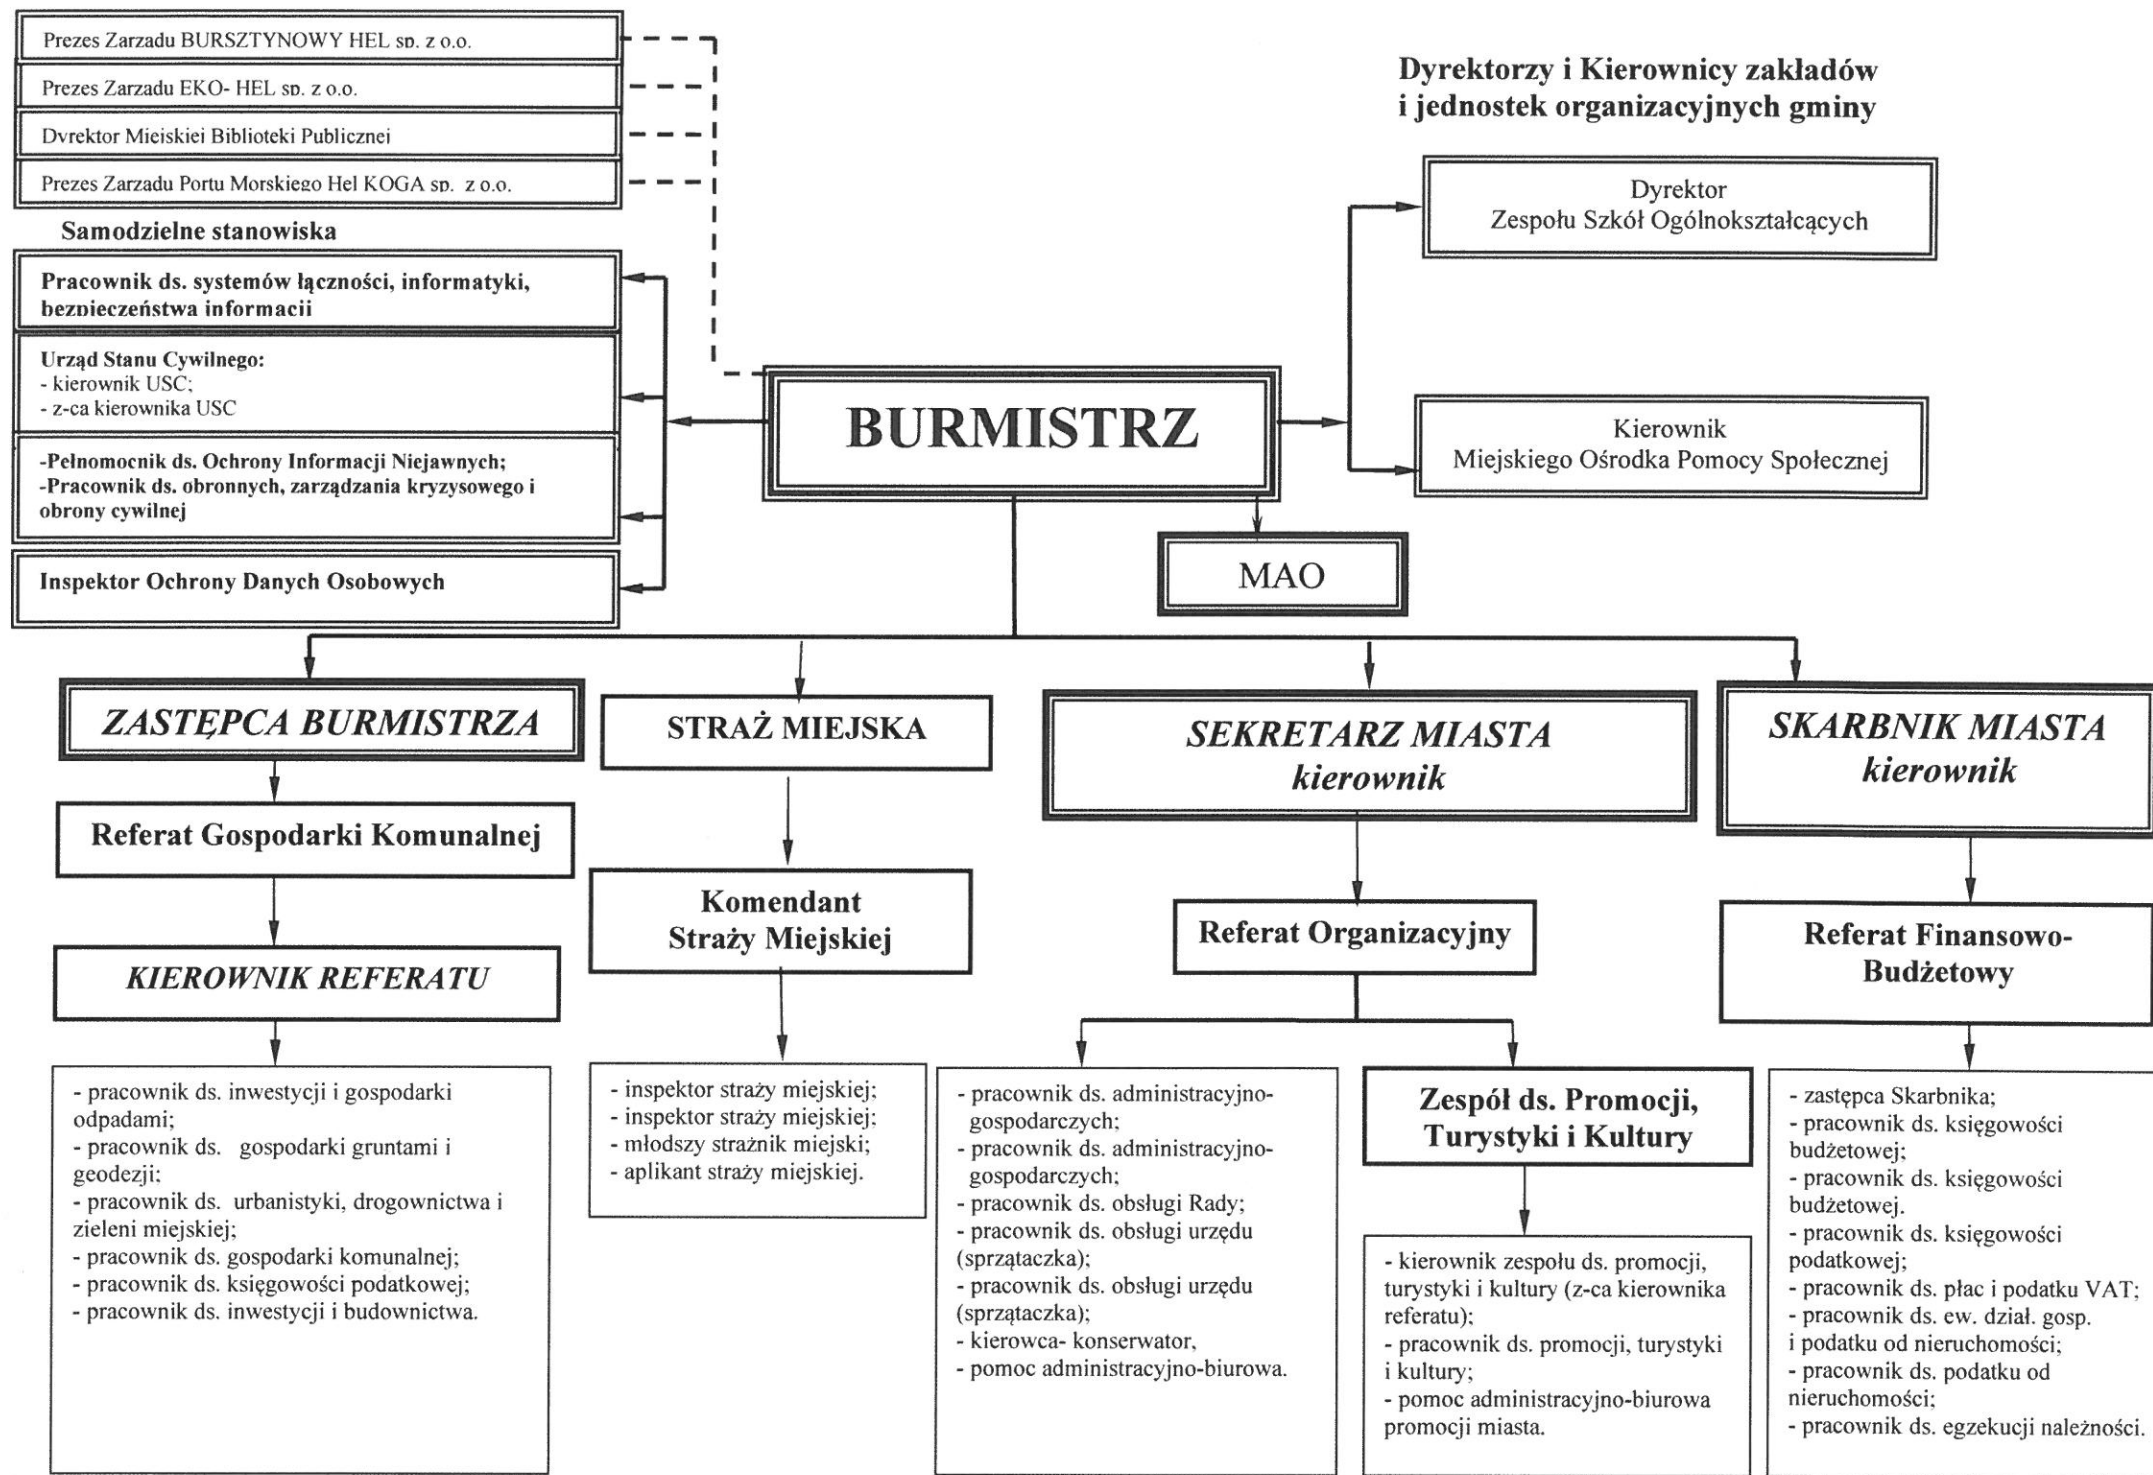 Prezes Zarzadu BURSZTYNOWY HEL sp. z o.o.
Prezes Zarzadu EKO- HEL sp. z o.o.
Dyrektor Miejskiej Biblioteki Publicznej
Prezes Zarzadu Portu Morskiego Hel KOGA sp. z o.o.
Samodzielne stanowiska
Pracownik ds. systemów łączności, informatyki,
bezpieczeństwa informacji
Urząd Stanu Cywilnego:
- kierownik USC;
- z-ca kierownika USC
-Pełnomocnik ds. Ochrony Informacji Niejawnych;
-Pracownik ds. obronnych, zarządzania kryzysowego i
obrony cywilnej
Inspektor Ochrony Danych Osobowych
Dyrektorzy i Kierownicy zakładów
i jednostek organizacyjnych gminy
Dyrektor
Zespołu Szkół Ogólnokształcących
Kierownik
Miejskiego Ośrodka Pomocy Społecznej
BURMISTRZ
MAO
ZASTĘPCA BURMISTRZA
Referat Gospodarki Komunalnej
KIEROWNIK REFERATU
- pracownik ds. inwestycji i gospodarki
odpadami;
- pracownik ds. gospodarki gruntami i
geodezji;
- pracownik ds. urbanistyki, drogownictwa i
zieleni miejskiej;
- pracownik ds. gospodarki komunalnej;
- pracownik ds. księgowości podatkowej;
- pracownik ds. inwestycji i budownictwa.
STRAŻ MIEJSKA
Komendant
Straży Miejskiej
- inspektor straży miejskiej;
- inspektor straży miejskiej;
- młodszy strażnik miejski;
- aplikant straży miejskiej.
SEKRETARZ MIASTA
kierownik
Referat Organizacyjny
- pracownik ds. administracyjno-
gospodarczych;
- pracownik ds. administracyjno-
gospodarczych;
- pracownik ds. obsługi Rady;
- pracownik ds. obsługi urzędu
(sprzątaczka);
- pracownik ds. obsługi urzędu
(sprzątaczka);
- kierowca- konserwator,
- pomoc administracyjno-biurowa.
Zespół ds. Promocji,
Turystyki i Kultury
- kierownik zespołu ds. promocji,
turystyki i kultury (z-ca kierownika
referatu);
- pracownik ds. promocji, turystyki
i kultury;
- pomoc administracyjno-biurowa
promocji miasta.
SKARBNIK MIASTA
kierownik
Referat Finansowo-
Budżetowy
- zastępca Skarbnika;
- pracownik ds. księgowości
budżetowej;
- pracownik ds. księgowości
budżetowej.
- pracownik ds. księgowości
podatkowej;
- pracownik ds. płac i podatku VAT;
- pracownik ds. ew. dział. gosp.
i podatku od nieruchomości;
- pracownik ds. podatku od
nieruchomości;
- pracownik ds. egzekucji należności.